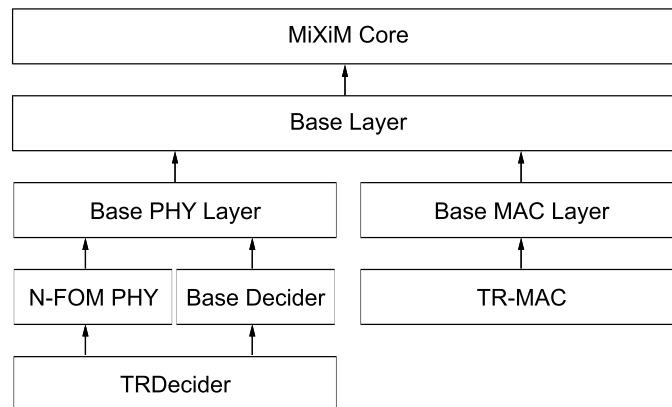 MiXiM Core
Base Layer
Base PHY Layer
Base MAC Layer
N-FOM PHY
Base Decider
TR-MAC
TRDecider